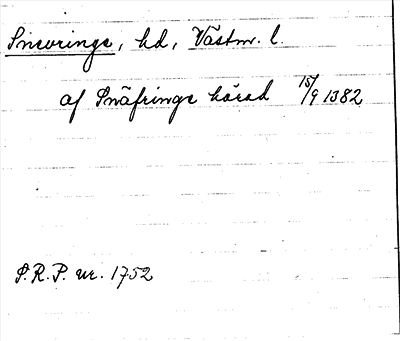 Snevringe, hd, Västm. l.
af Snäfringe härad 15/9 1382
S.R.P. nr. 1752